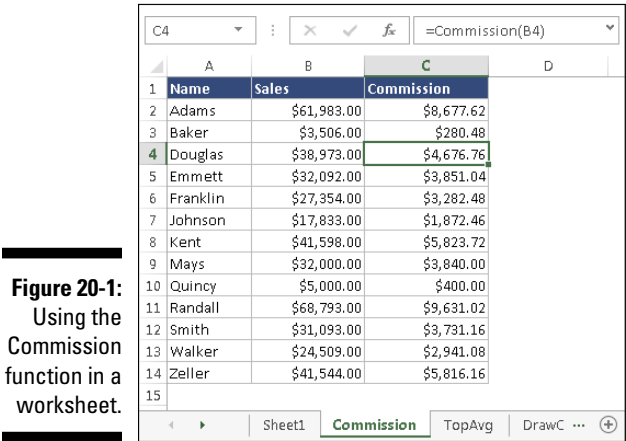 C4 fx =Commission(B4)
A B C D
1 Name Sales Commission
2 Adams $61,983.00 $8,677.62
3 Baker $3,506.00 $280.48
4 Douglas $38,973.00 $4,676.76
5 Emmett $32,092.00 $3,851.04
6 Franklin $27,354.00 $3,282.48
7 Johnson $17,833.00 $1,872.46
8 Kent $41,598.00 $5,823.72
9 Mays $32,000.00 $3,840.00
10 Quincy $5,000.00 $400.00
11 Randall $68,793.00 $9,631.02
12 Smith $31,093.00 $3,731.16
13 Walker $24,509.00 $2,941.08
14 Zeller $41,544.00 $5,816.16
15
Sheet1 Commission TopAvg DrawC ...
Figure 20-1:
Using the
Commission
function in a
worksheet.